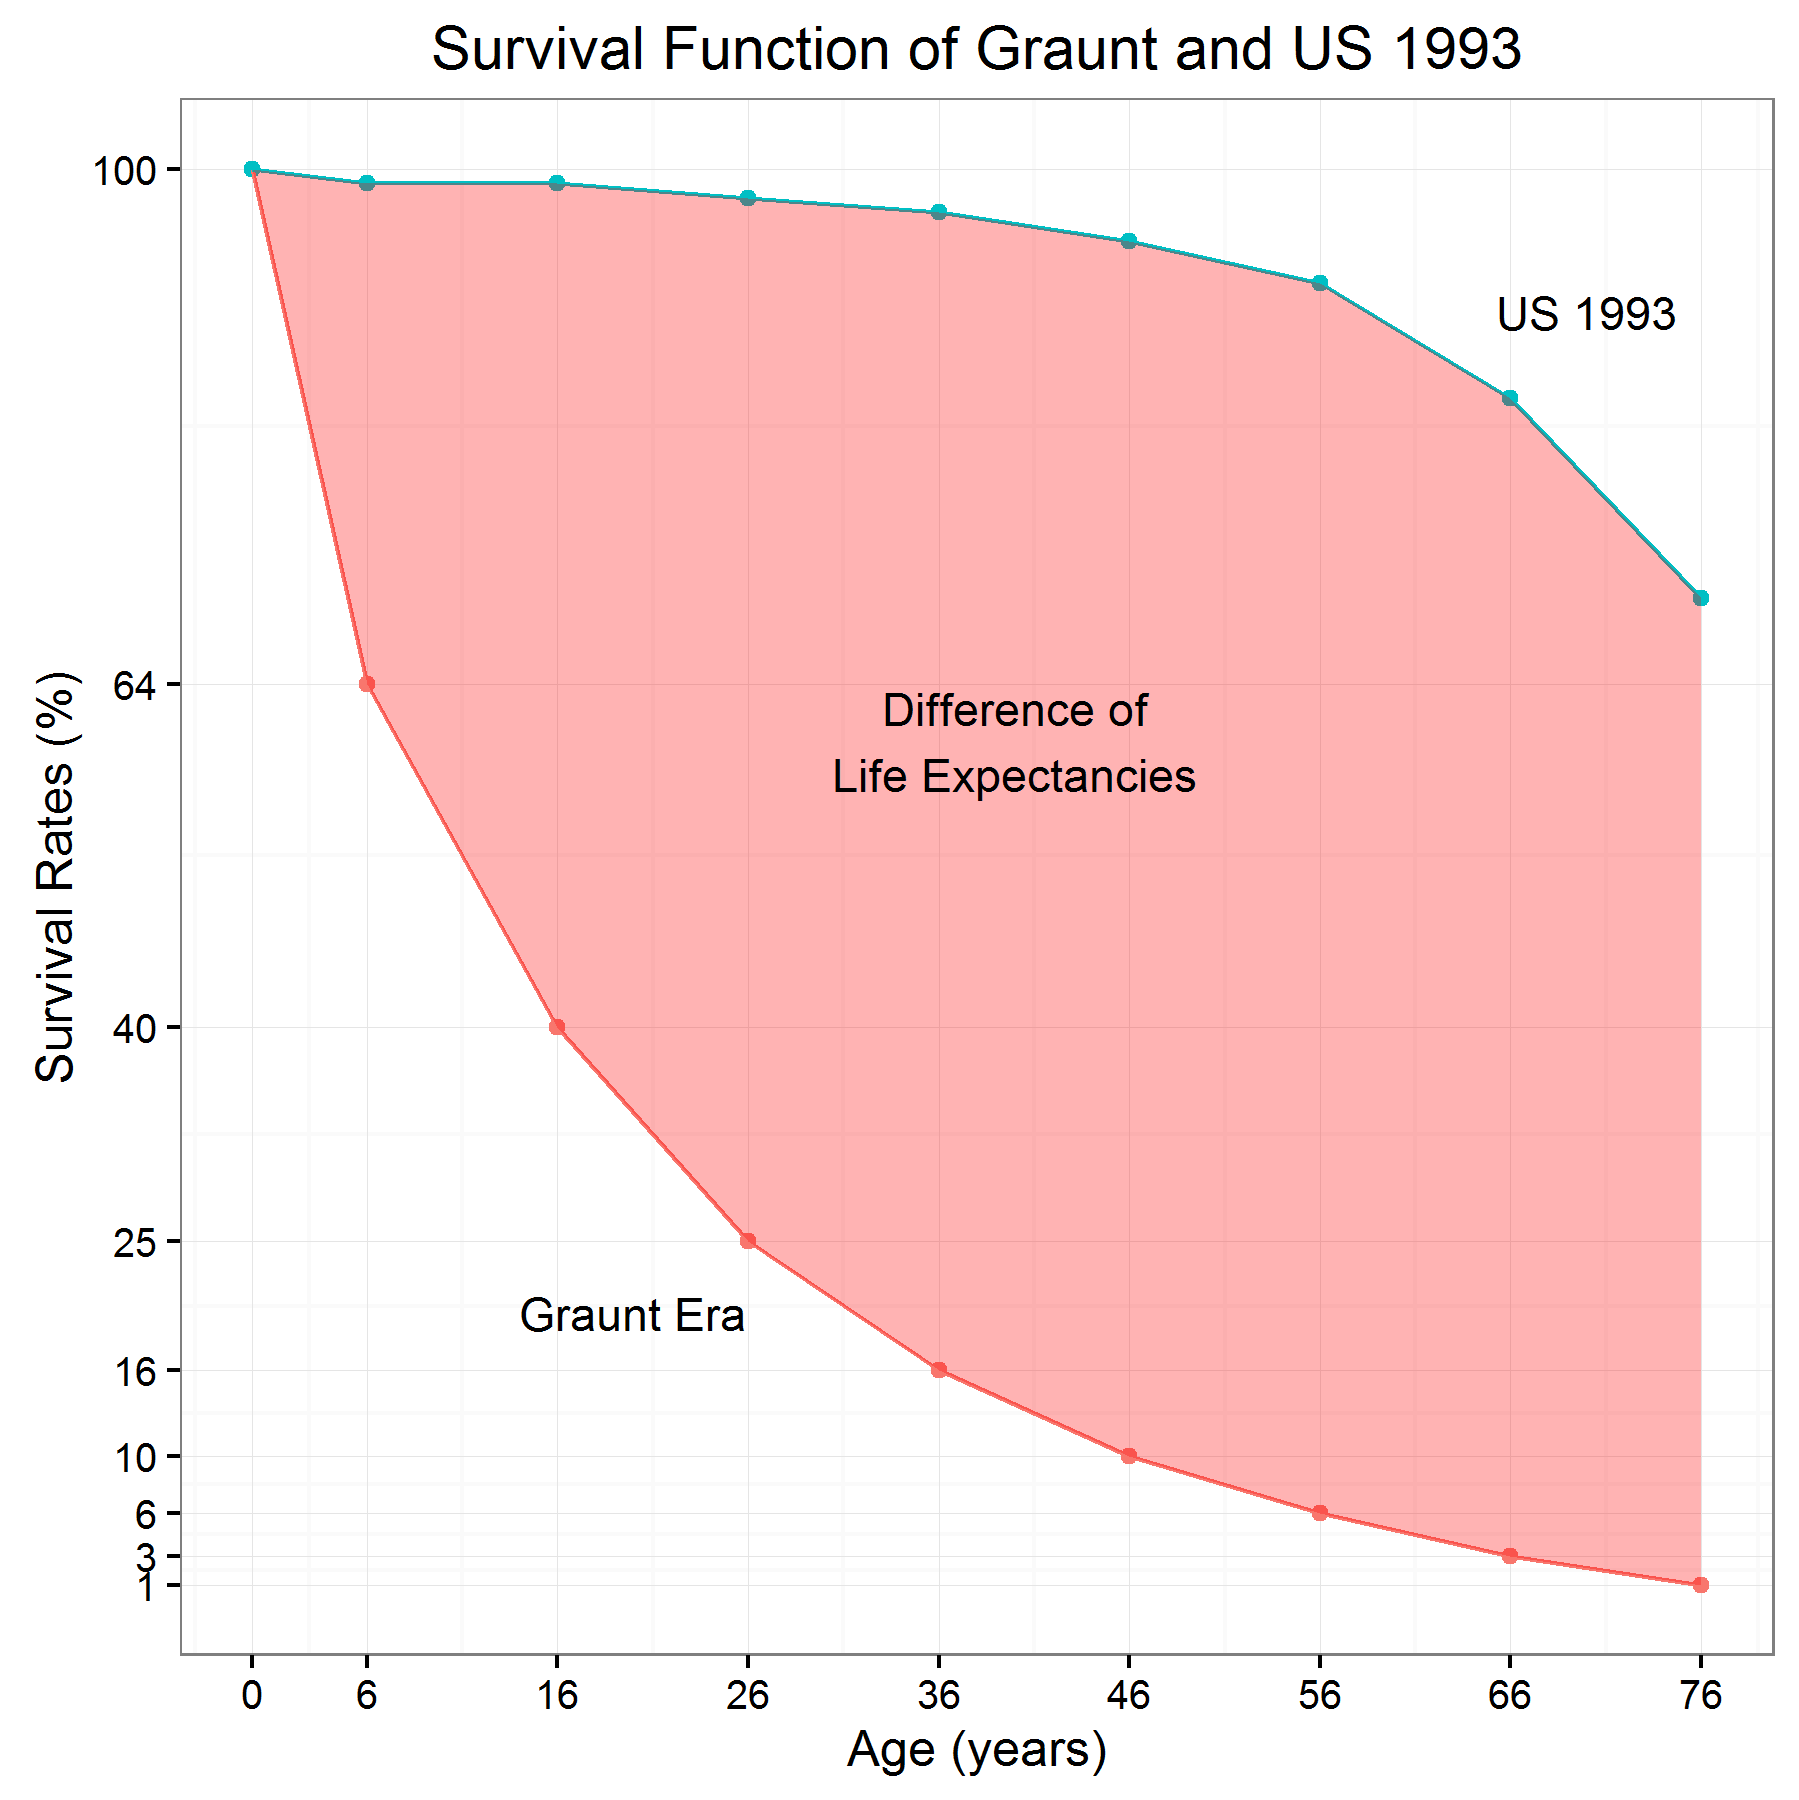 Survival Function of Graunt and US 1993
100
64
40
25
16
10
6
3
1
Survival Rates (%)
US 1993
Difference of
Life Expectancies
Graunt Era
0 6 16 26 36 46 56 66 76
Age (years)